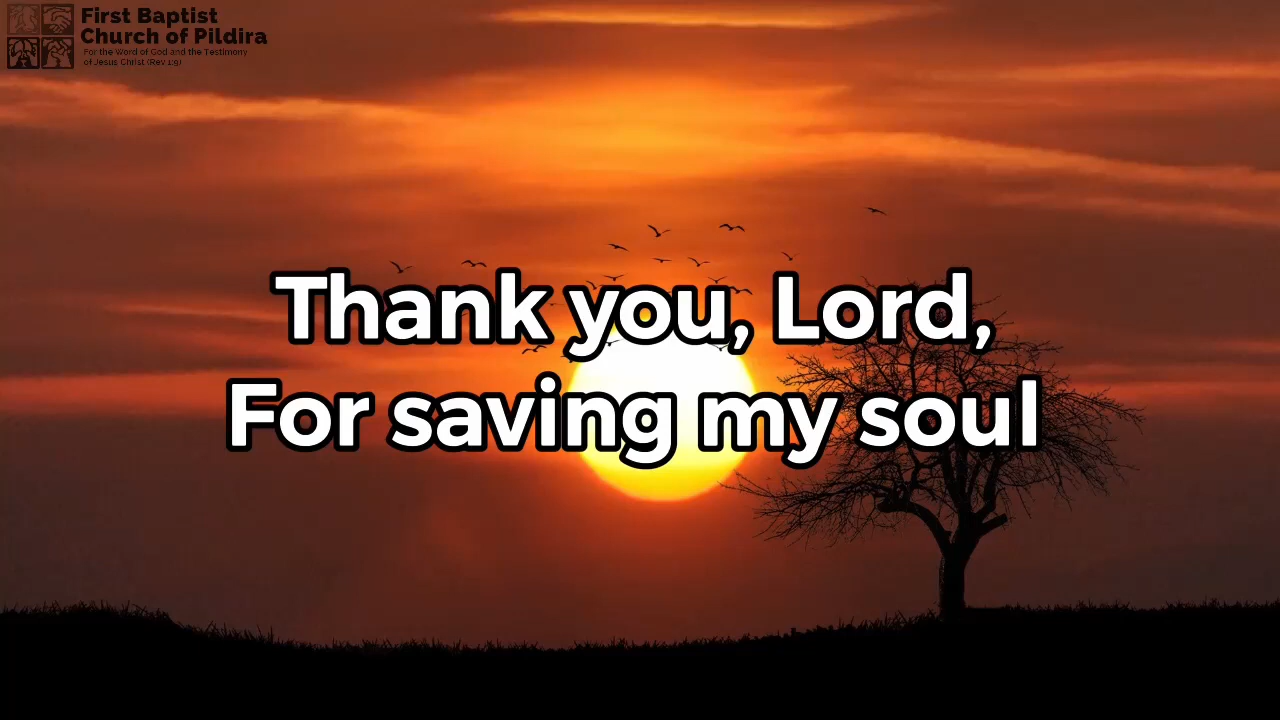 First Baptist
Church of Pildira
For the Word of God and the Testimony
of Jesus Christ (Rev 1:9)
Thank you, Lord,
For saving my soul